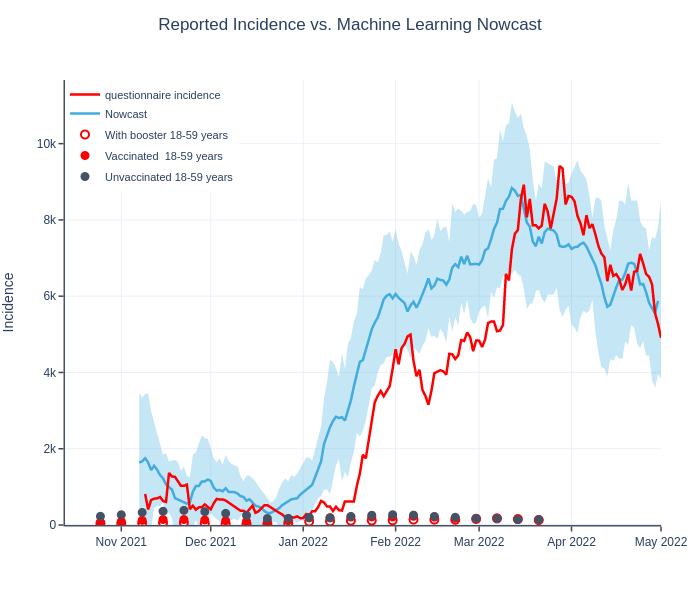 Reported Incidence vs. Machine Learning Nowcast
questionnaire incidence
Nowcast
With booster 18-59 years
Vaccinated  18-59 years
Unvaccinated 18-59 years
Incidence
10k
8k
6k
4k
2k
0
Nov 2021
Dec 2021
Jan 2022
Feb 2022
Mar 2022
Apr 2022
May 2022